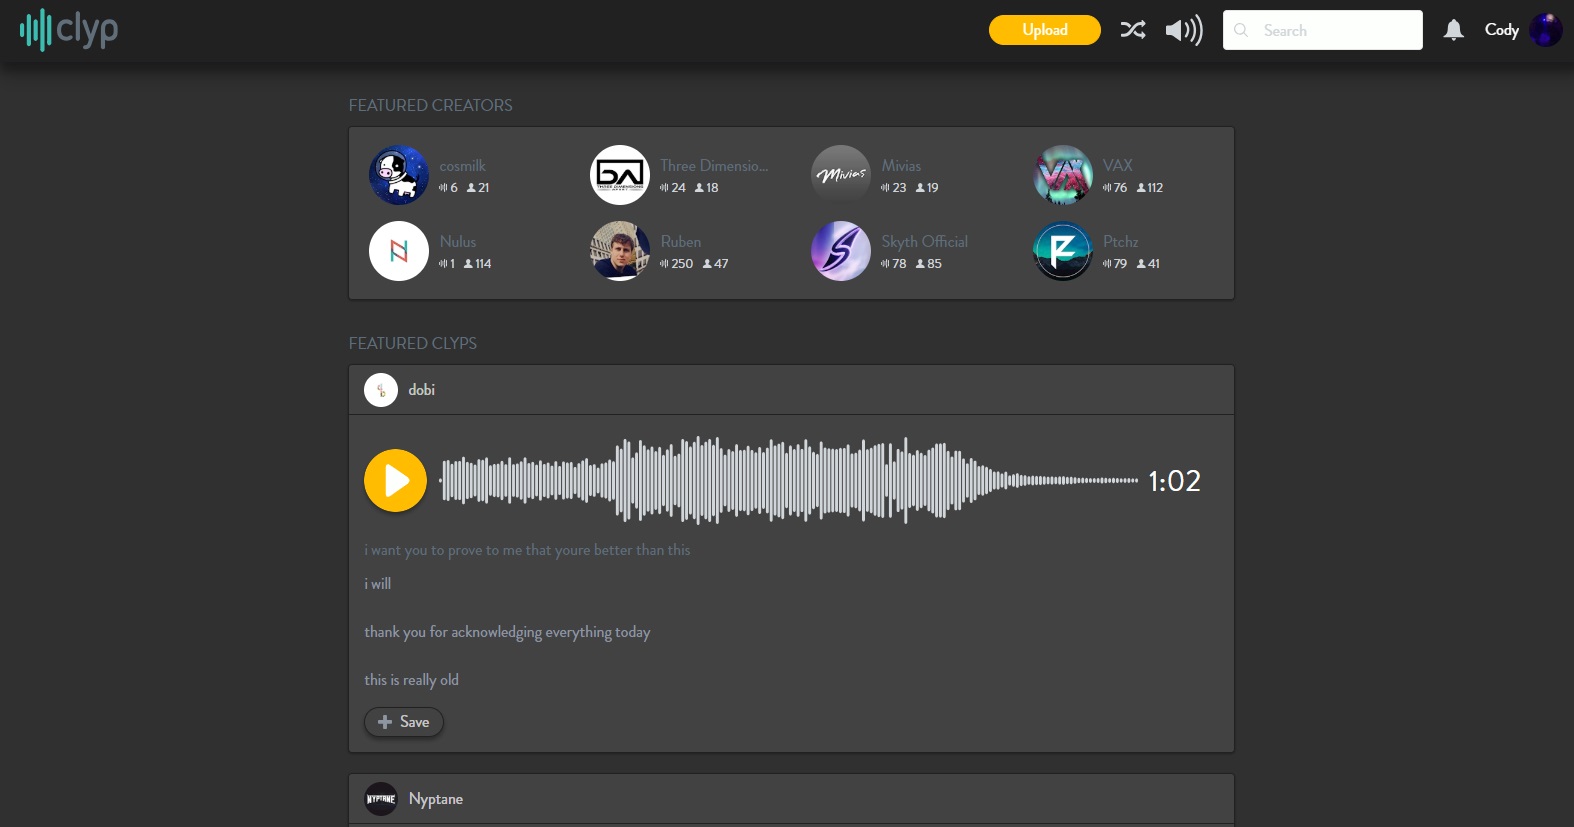 clyp
Upload
Search
Cody
FEATURED CREATORS
cosmilk
6 21
Three Dimensio...
24 18
Mivias
Mivias
23 19
VAX
VAX
76 112
N
Nulus
1 114
Ruben
250 47
Skyth Official
78 85
Ptchz
79 41
FEATURED CLYPS
dobi
1:02
i want you to prove to me that youre better than this
i will
thank you for acknowledging everything today
this is really old
Save
NYPTANE
Nyptane